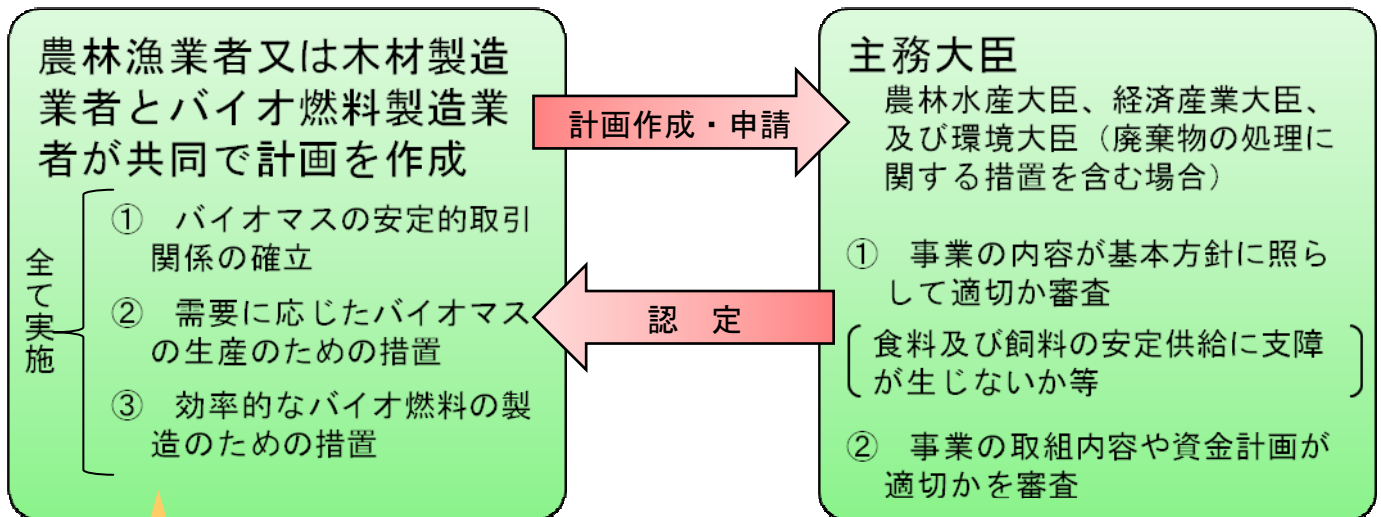 農林漁業者又は木材製造
業者とバイオ燃料製造業
者が共同で計画を作成
全て実施
① バイオマスの安定的取引
関係の確立
② 需要に応じたバイオマス
の生産のための措置
③ 効率的なバイオ燃料の製
造のための措置
計画作成・申請
認 定
主務大臣
農林水産大臣、経済産業大臣、
及び環境大臣（廃棄物の処理に
関する措置を含む場合）
① 事業の内容が基本方針に照ら
して適切か審査
食料及び飼料の安定供給に支障
が生じないか等
② 事業の取組内容や資金計画が
適切かを審査